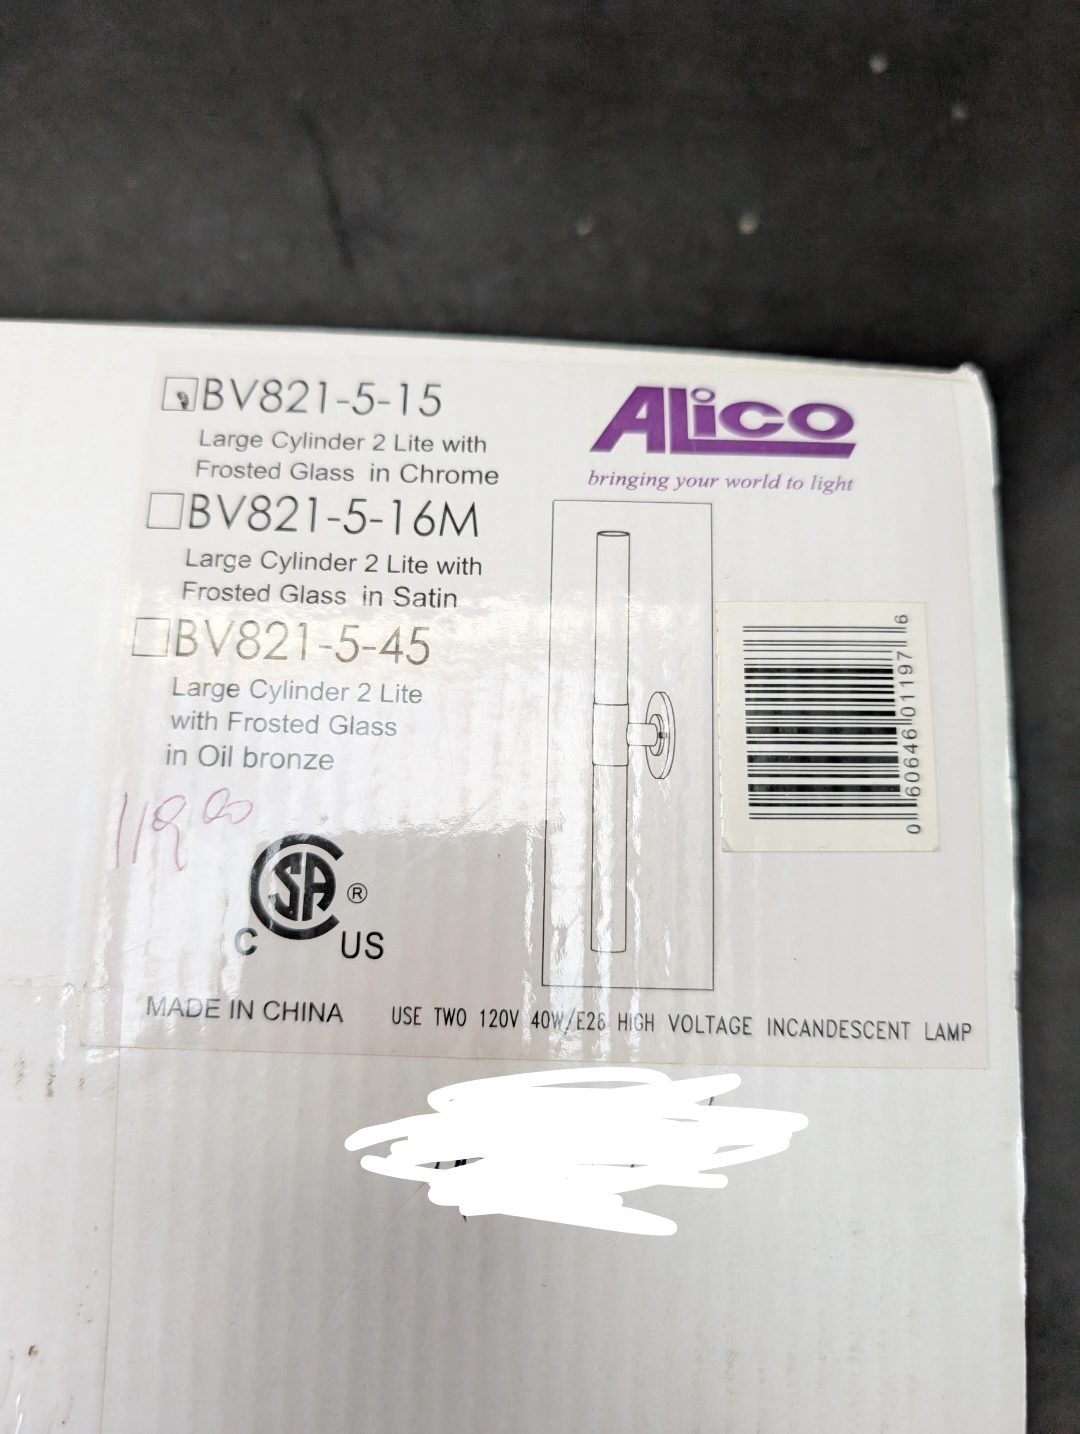 BV821-5-15
Large Cylinder 2 Lite with
Frosted Glass in Chrome
BV821-5-16M
Large Cylinder 2 Lite with
Frosted Glass in Satin
BV821-5-45
Large Cylinder 2 Lite
with Frosted Glass
in Oil bronze
119.00
CSA®
C US
MADE IN CHINA
ALiCO
bringing your world to light
0 60646 01197 6
USE TWO 120V 40W/E26 HIGH VOLTAGE INCANDESCENT LAMP